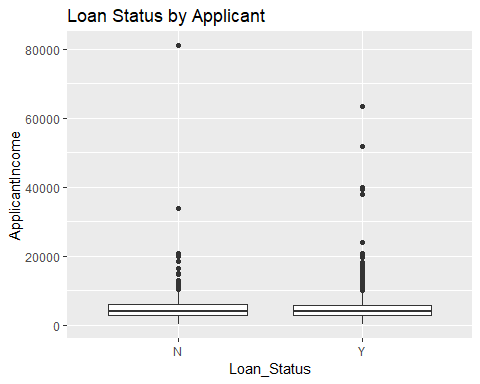 Loan Status by Applicant
80000
60000
40000
20000
0
ApplicantIncome
N Y
Loan_Status